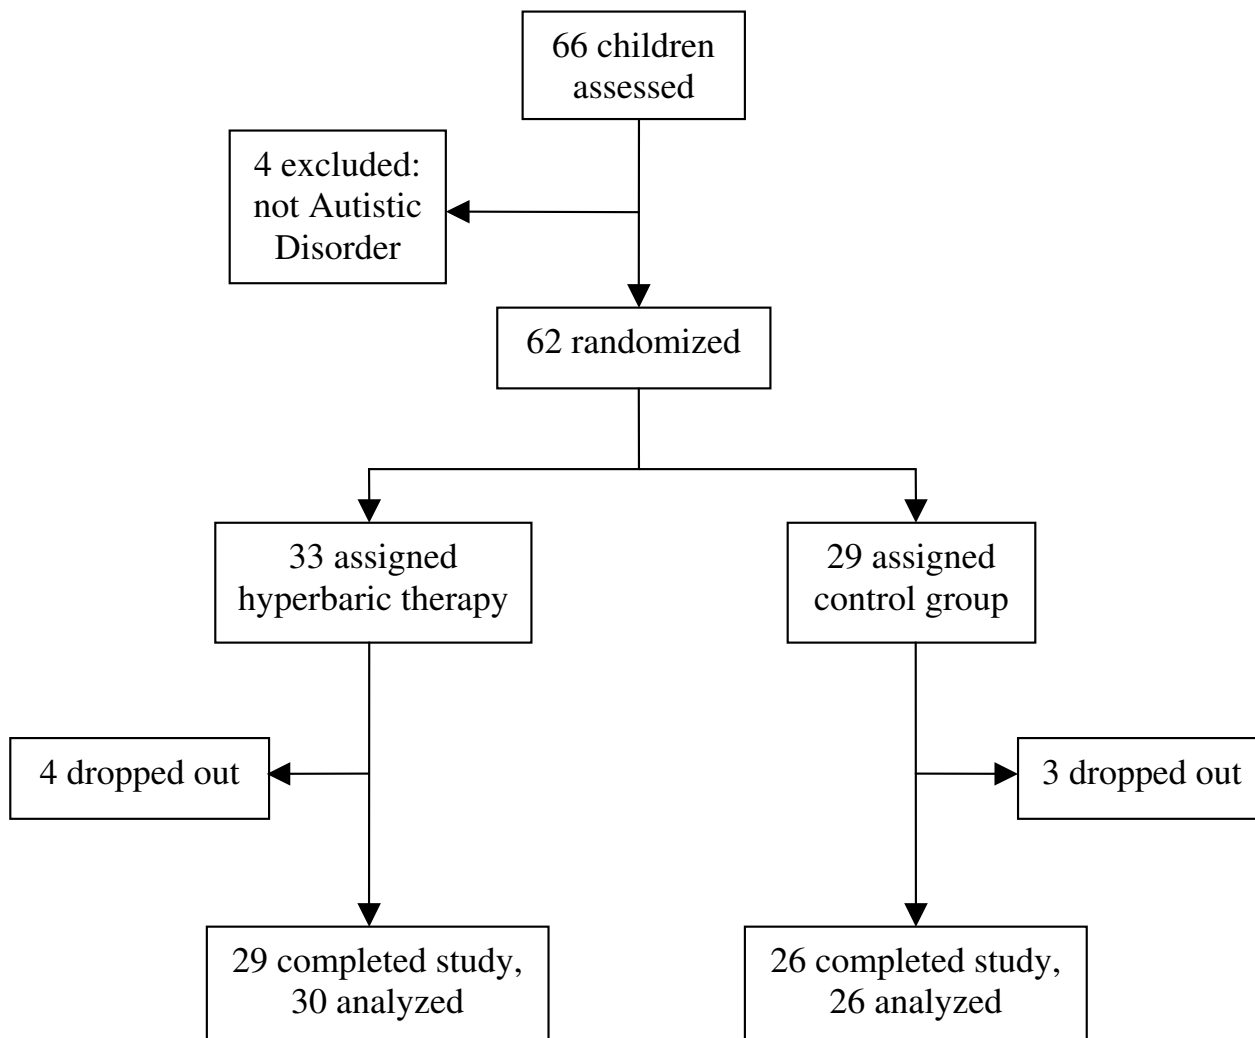 66 children
assessed
4 excluded:
not Autistic
Disorder
62 randomized
33 assigned
hyperbaric therapy
29 assigned
control group
4 dropped out
3 dropped out
29 completed study,
30 analyzed
26 completed study,
26 analyzed